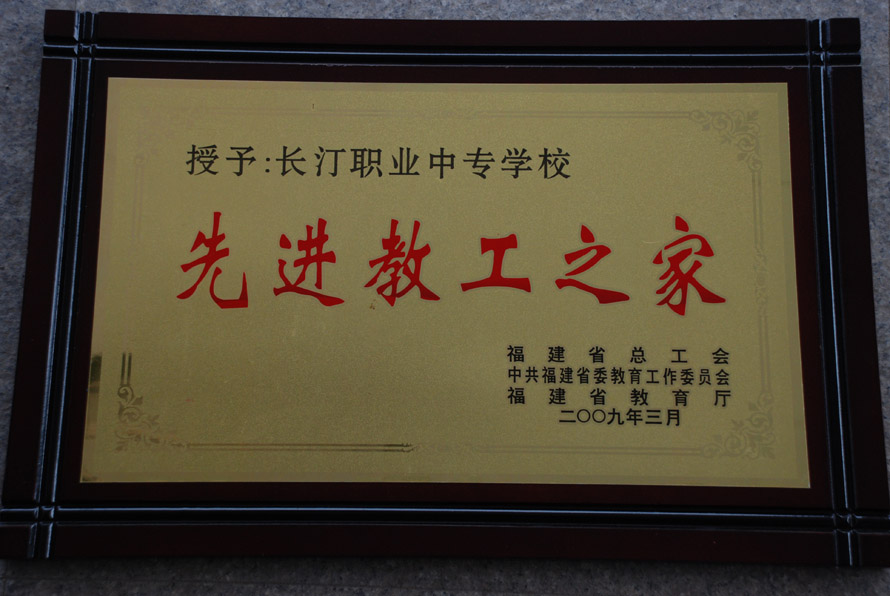 授予:长汀职业中专学校
先进教工之家
福建省总工会
中共福建省委教育工作委员会
福建省教育厅
二〇〇九年三月